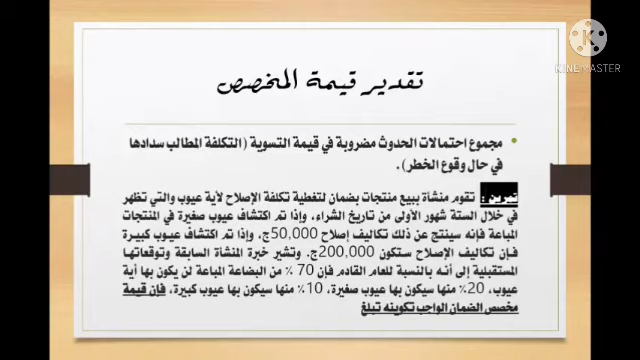 KINEMASTER
تقدير قيمة المخصص
• مجموع احتمالات الحدوث مضروبة في قيمة التسوية (التكلفة المطالب سدادها
في حال وقوع الخطر).
تمرين : تقوم منشأة ببيع منتجات بضمان لتغطية تكلفة الإصلاح لأية عيوب والتي تظهر
في خلال الستة شهور الأولى من تاريخ الشراء، وإذا تم اكتشاف عيوب صغيرة في المنتجات
المباعة فإنه سينتج عن ذلك تكاليف إصلاح 50,000ج، وإذا تم اكتشاف عيوب كبيرة
فإن تكاليف الإصلاح ستكون 200,000ج. وتشير خبرة المنشأة السابقة وتوقعاتها
المستقبلية إلى أنه بالنسبة للعام القادم فإن 70 ٪ من البضاعة المباعة لن يكون بها أية
عيوب، 20٪ منها سيكون بها عيوب صغيرة، 10٪ منها سيكون بها عيوب كبيرة، فإن قيمة
مخصص الضمان الواجب تكوينه تبلغ